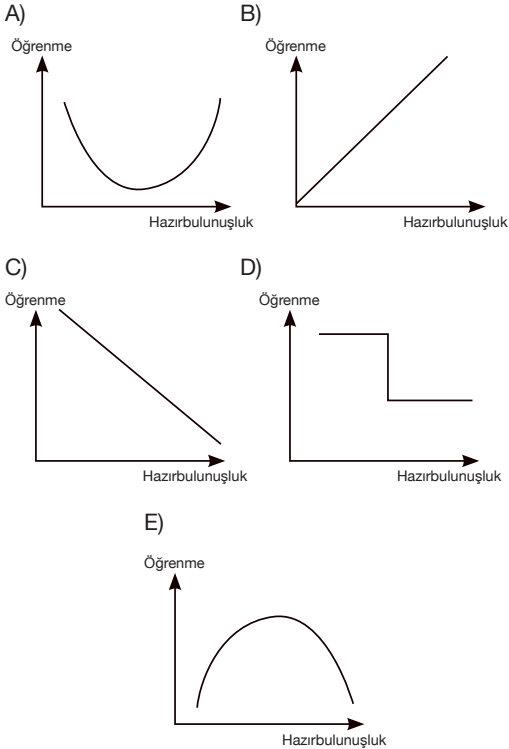 A)
Öğrenme
Hazırbulunuşluk
B)
Öğrenme
Hazırbulunuşluk
C)
Öğrenme
Hazırbulunuşluk
D)
Öğrenme
Hazırbulunuşluk
E)
Öğrenme
Hazırbulunuşluk